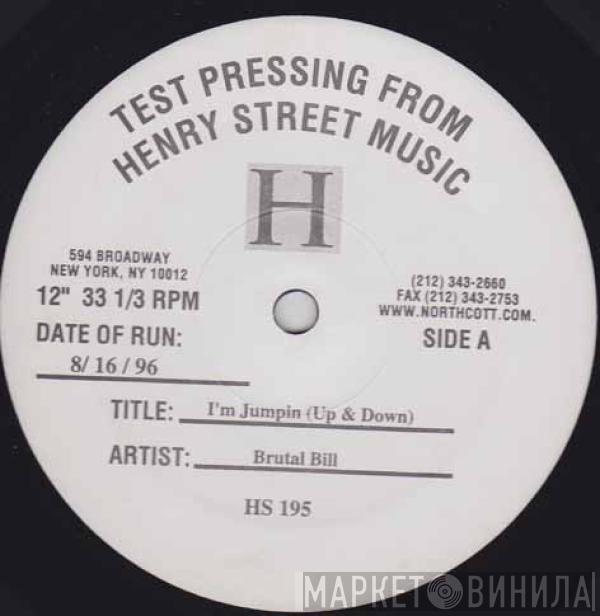 TEST PRESSING FROM
HENRY STREET MUSIC
H
594 BROADWAY
NEW YORK, NY 10012
12" 33 1/3 RPM
(212) 343-2660
FAX (212) 343-2753
WWW.NORTHCOTT.COM.
DATE OF RUN:
SIDE A
8/ 16 / 96
TITLE: I'm Jumpin (Up & Down)
ARTIST: Brutal Bill
HS 195
МАРКЕТ ВИНИЛА